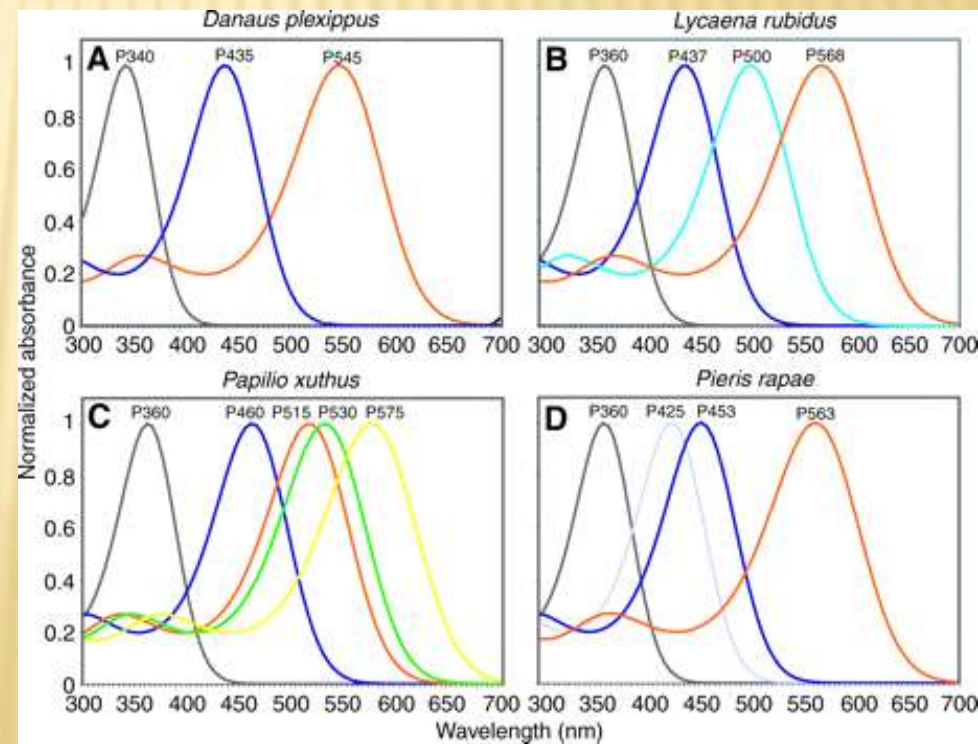 Danaus plexippus
Lycaena rubidus
A P340 P435 P545
B P360 P437 P500 P568
1
0.8
0.6
0.4
0.2
0
300 350 400 450 500 550 600 650 700
300 350 400 450 500 550 600 650 700
Normalized absorbance
Papilio xuthus
Pieris rapae
C P360 P460 P515 P530 P575
D P360 P425 P453 P563
1
0.8
0.6
0.4
0.2
0
300 350 400 450 500 550 600 650 700
300 350 400 450 500 550 600 650 700
Wavelength (nm)